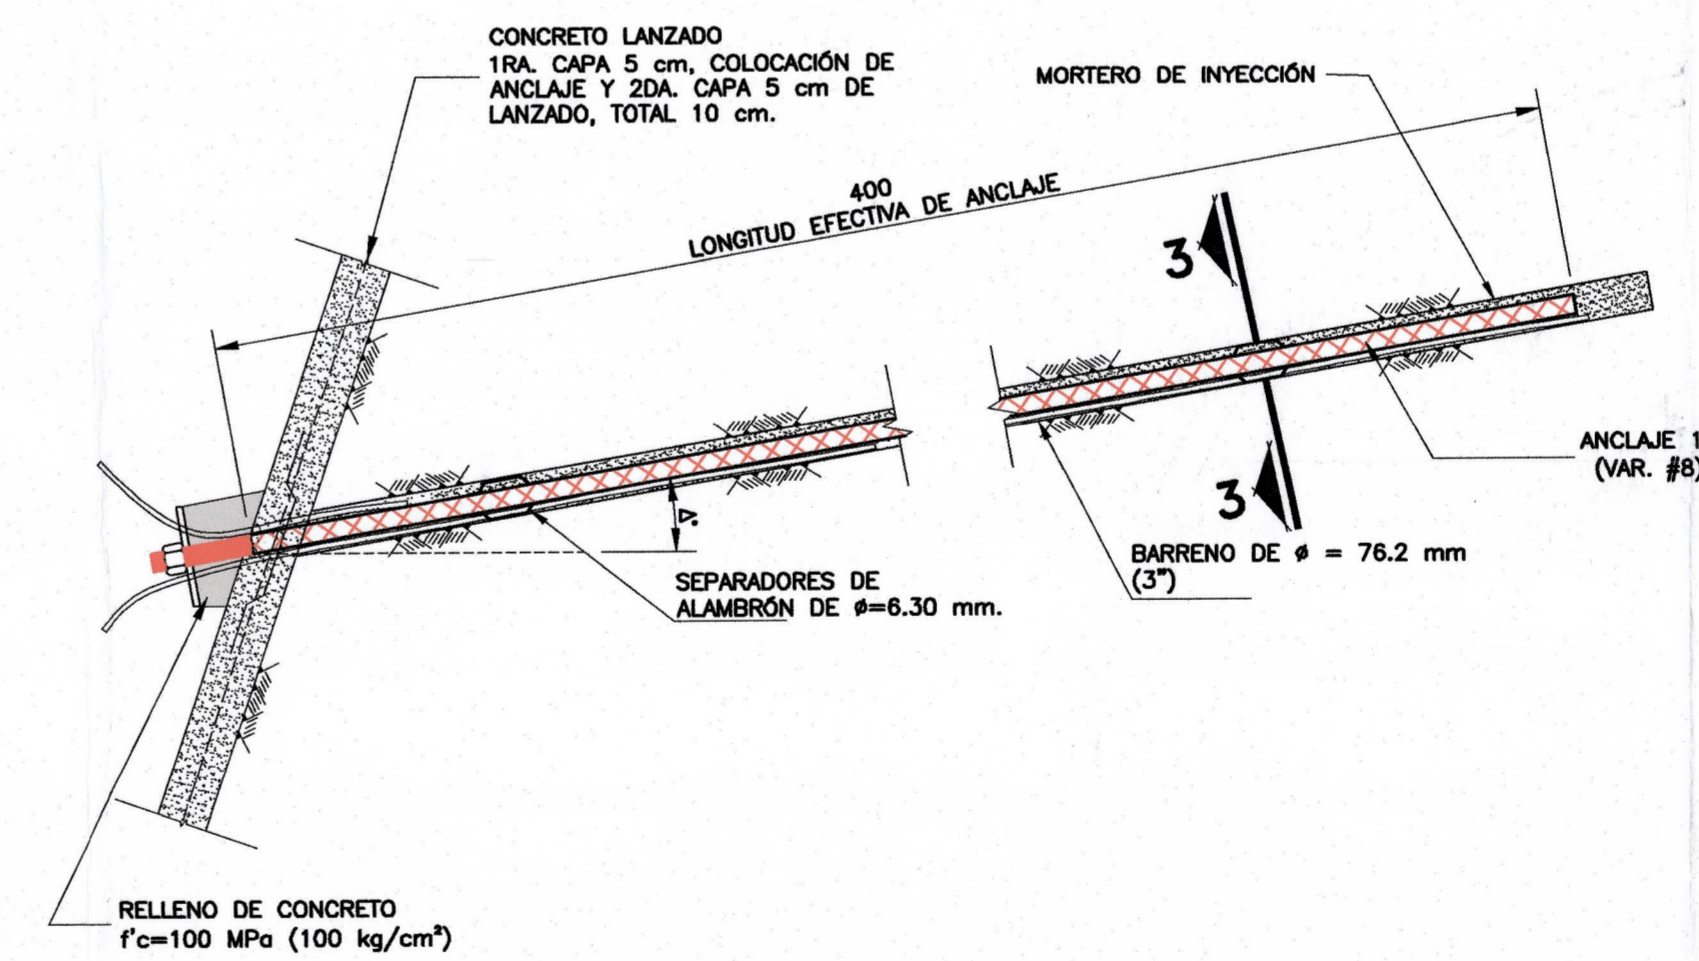 CONCRETO LANZADO
1RA. CAPA 5 cm, COLOCACIÓN DE
ANCLAJE Y 2DA. CAPA 5 cm DE
LANZADO, TOTAL 10 cm.
MORTERO DE INYECCIÓN
400
LONGITUD EFECTIVA DE ANCLAJE
3
3
ANCLAJE 1
(VAR. #8)
SEPARADORES DE
ALAMBRÓN DE ø=6.30 mm.
BARRENO DE ø = 76.2 mm
(3")
RELLENO DE CONCRETO
f'c=100 MPa (100 kg/cm²)